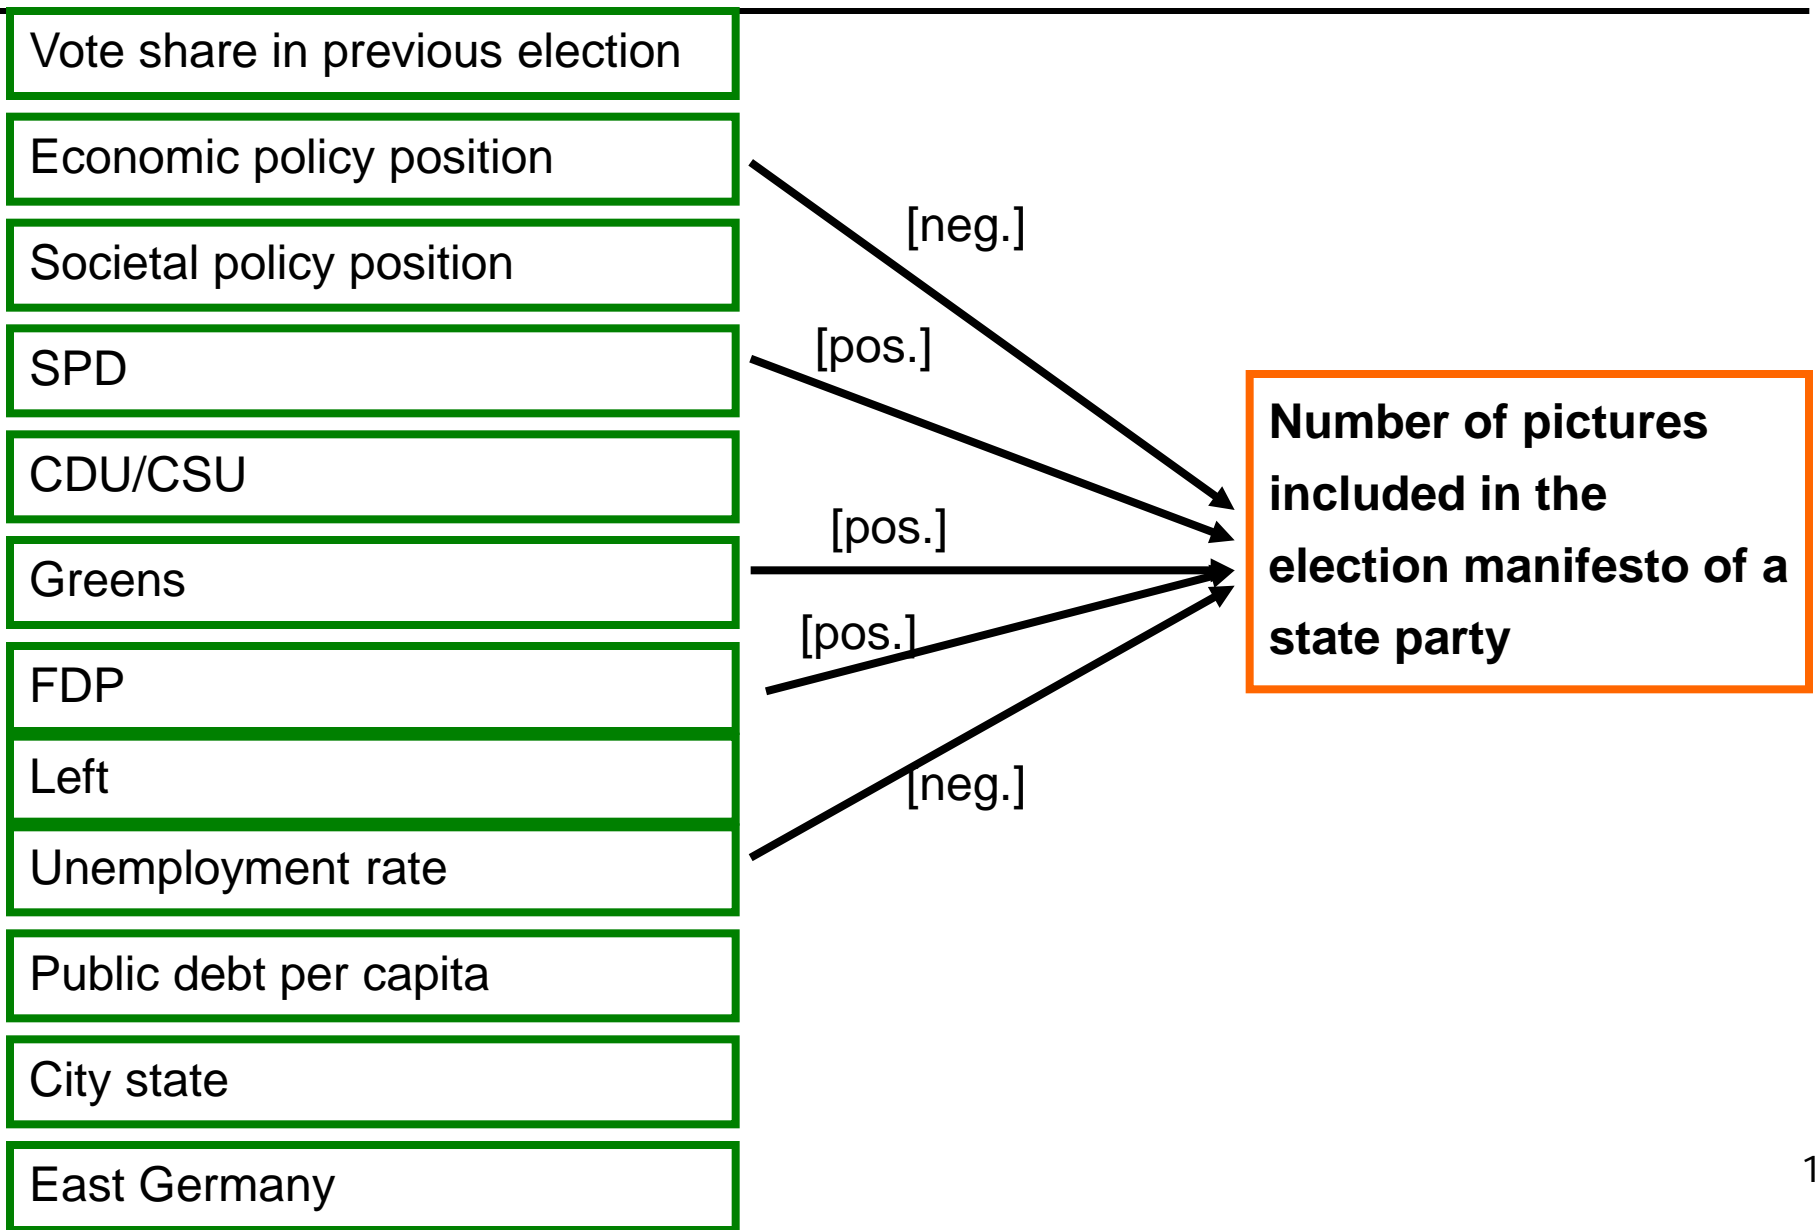 Vote share in previous election
Economic policy position
[neg.]
Societal policy position
[pos.]
SPD
CDU/CSU
[pos.]
Greens
[pos.]
FDP
Left
[neg.]
Unemployment rate
Public debt per capita
City state
East Germany
Number of pictures
included in the
election manifesto of a
state party
1